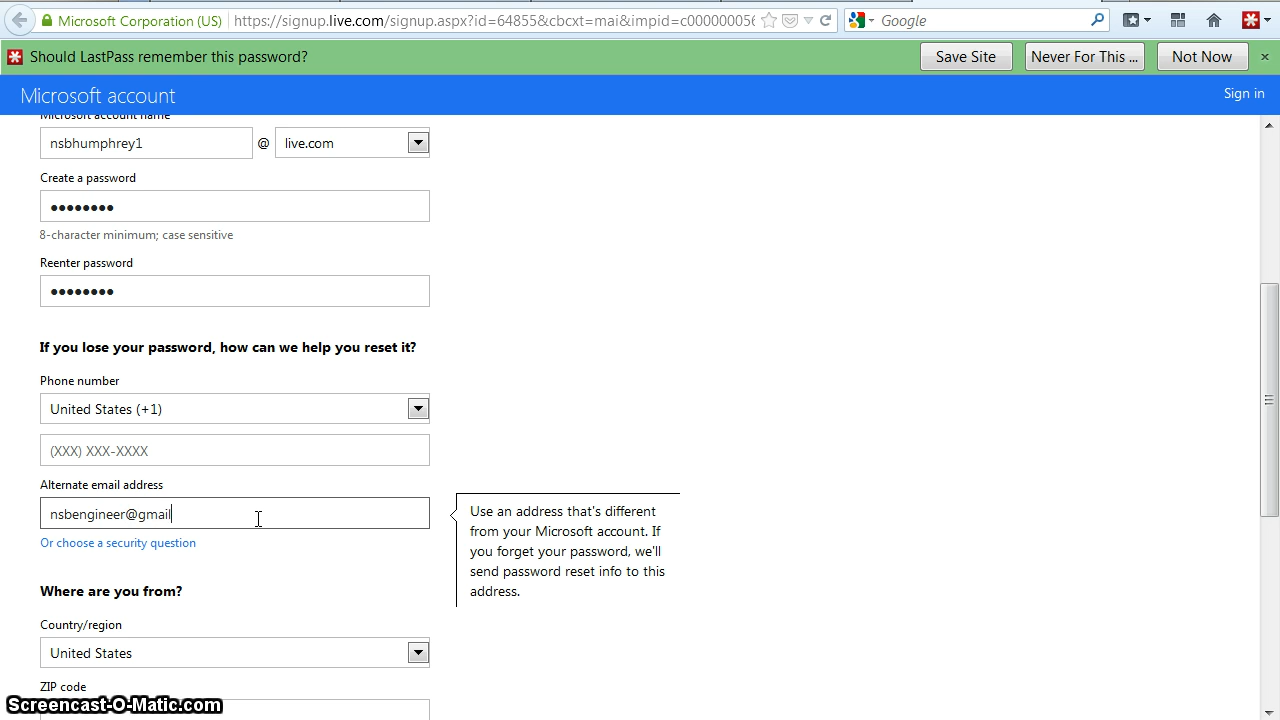 Microsoft Corporation (US)
https://signup.live.com/signup.aspx?id=64855&tbcxt=mai&impid=c000000056
Google
Should LastPass remember this password?
Save Site
Never For This ...
Not Now
×
Microsoft account
Sign in
Microsoft account name
nsbhumphrey1
@
live.com
Create a password
●●●●●●●●
8-character minimum; case sensitive
Reenter password
●●●●●●●●
If you lose your password, how can we help you reset it?
Phone number
United States (+1)
(XXX) XXX-XXXX
Alternate email address
nsbengineer@gmail
Use an address that's different
from your Microsoft account. If
you forget your password, we'll
send password reset info to this
address.
Or choose a security question
Where are you from?
Country/region
United States
ZIP code
Screencast-O-Matic.com